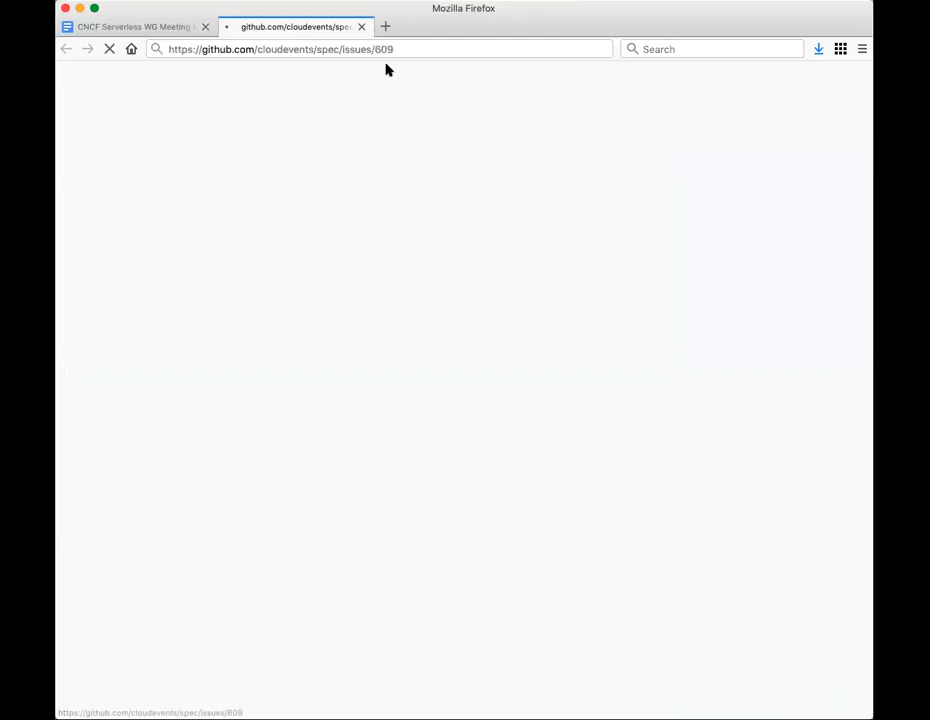 Mozilla Firefox
CNCF Serverless WG Meeting
github.com/cloudevents/spec
https://github.com/cloudevents/spec/issues/609
Search
https://github.com/cloudevents/spec/issues/609